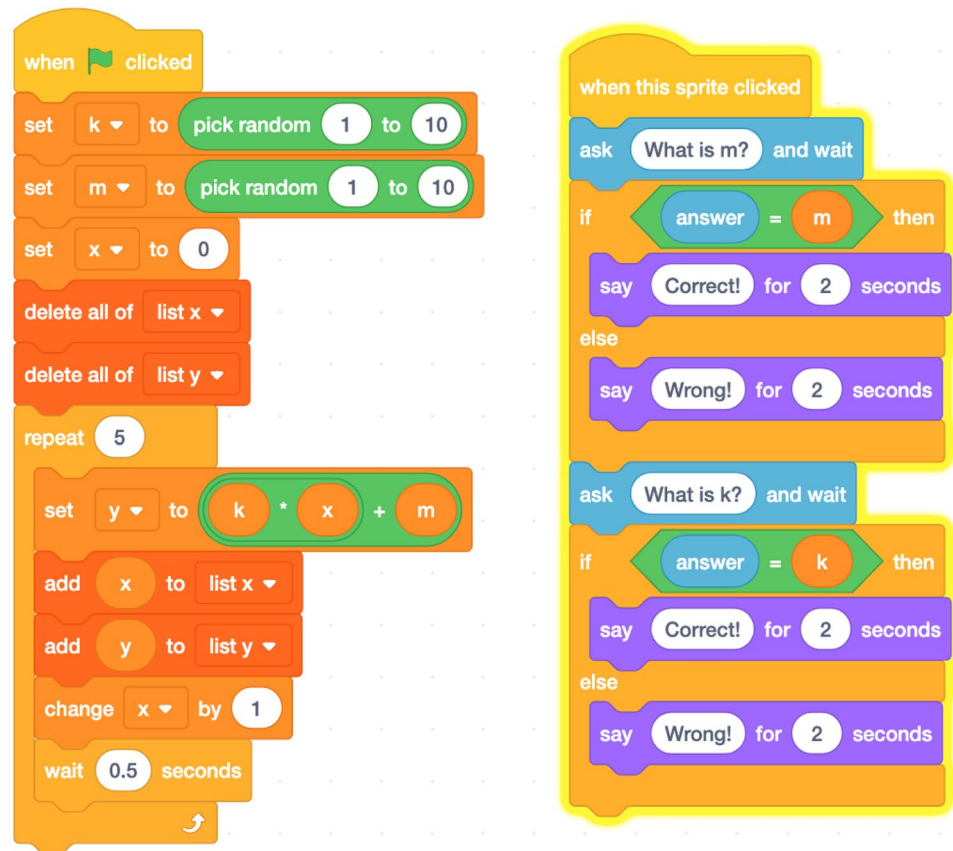 when clicked
set k to pick random 1 to 10
set m to pick random 1 to 10
set x to 0
delete all of list x
delete all of list y
repeat 5
set y to k * x + m
add x to list x
add y to list y
change x by 1
wait 0.5 seconds
when this sprite clicked
ask What is m? and wait
if answer = m then
say Correct! for 2 seconds
else
say Wrong! for 2 seconds
ask What is k? and wait
if answer = k then
say Correct! for 2 seconds
else
say Wrong! for 2 seconds